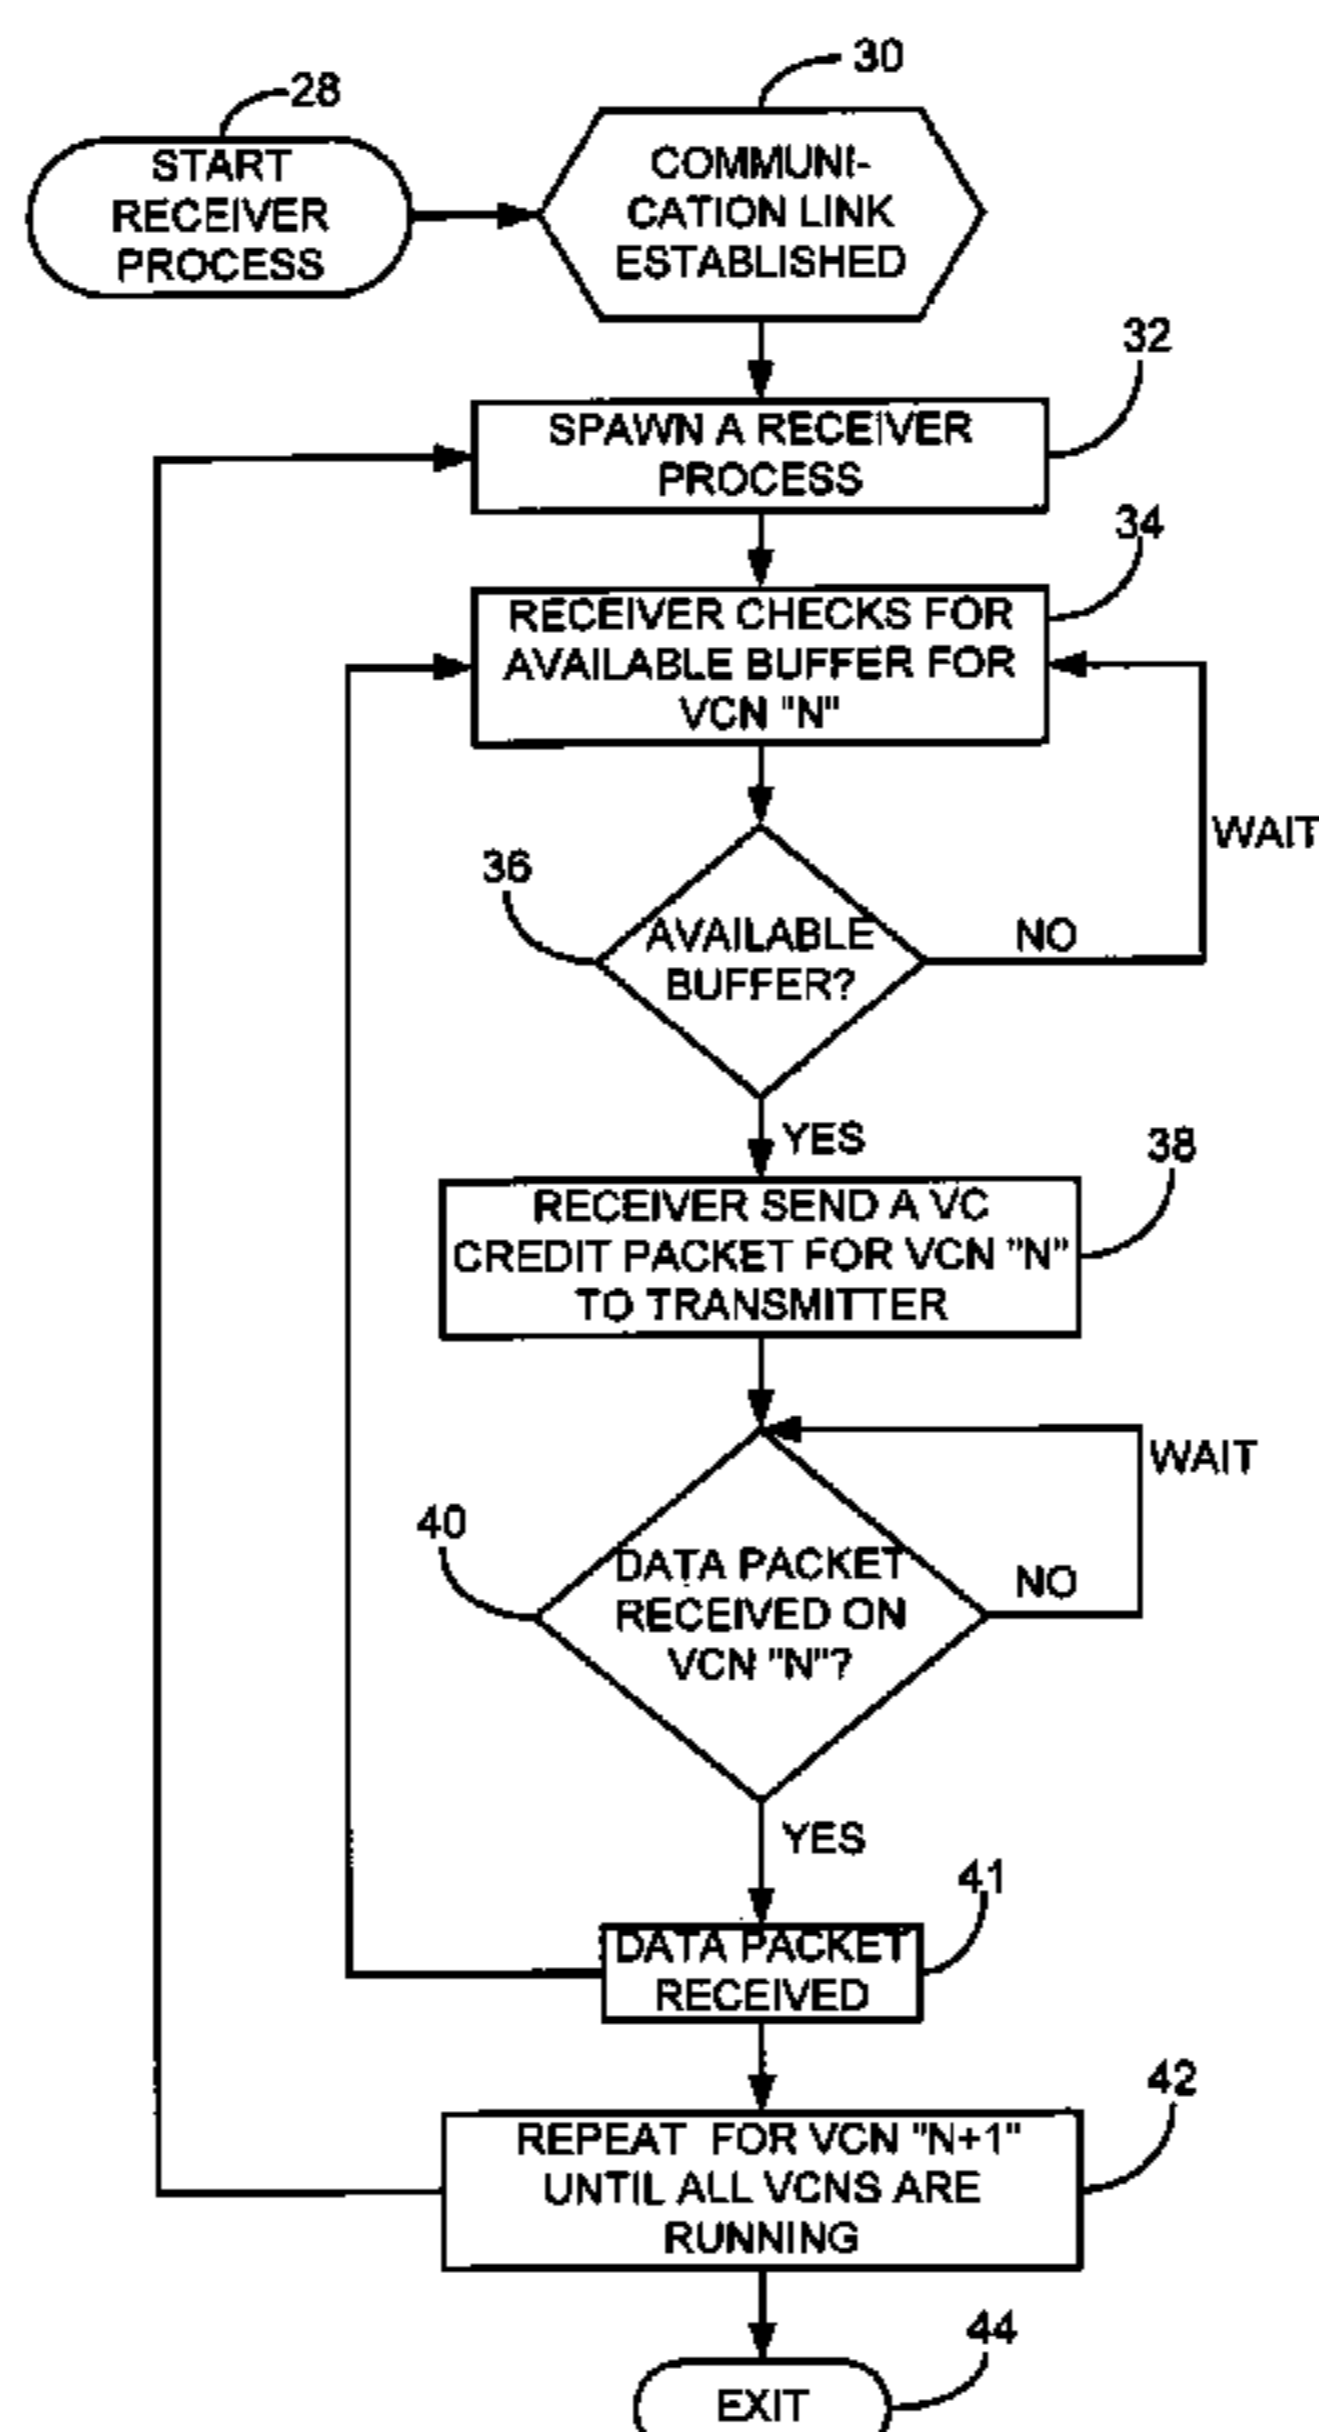 30
28
START
RECEIVER
PROCESS
COMMUNI-
CATION LINK
ESTABLISHED
32
SPAWN A RECEIVER
PROCESS
34
RECEIVER CHECKS FOR
AVAILABLE BUFFER FOR
VCN "N"
WAIT
36
AVAILABLE
BUFFER?
NO
YES
38
RECEIVER SEND A VC
CREDIT PACKET FOR VCN "N"
TO TRANSMITTER
WAIT
40
DATA PACKET
RECEIVED ON
VCN "N"?
NO
YES
41
DATA PACKET
RECEIVED
42
REPEAT FOR VCN "N+1"
UNTIL ALL VCNS ARE
RUNNING
44
EXIT